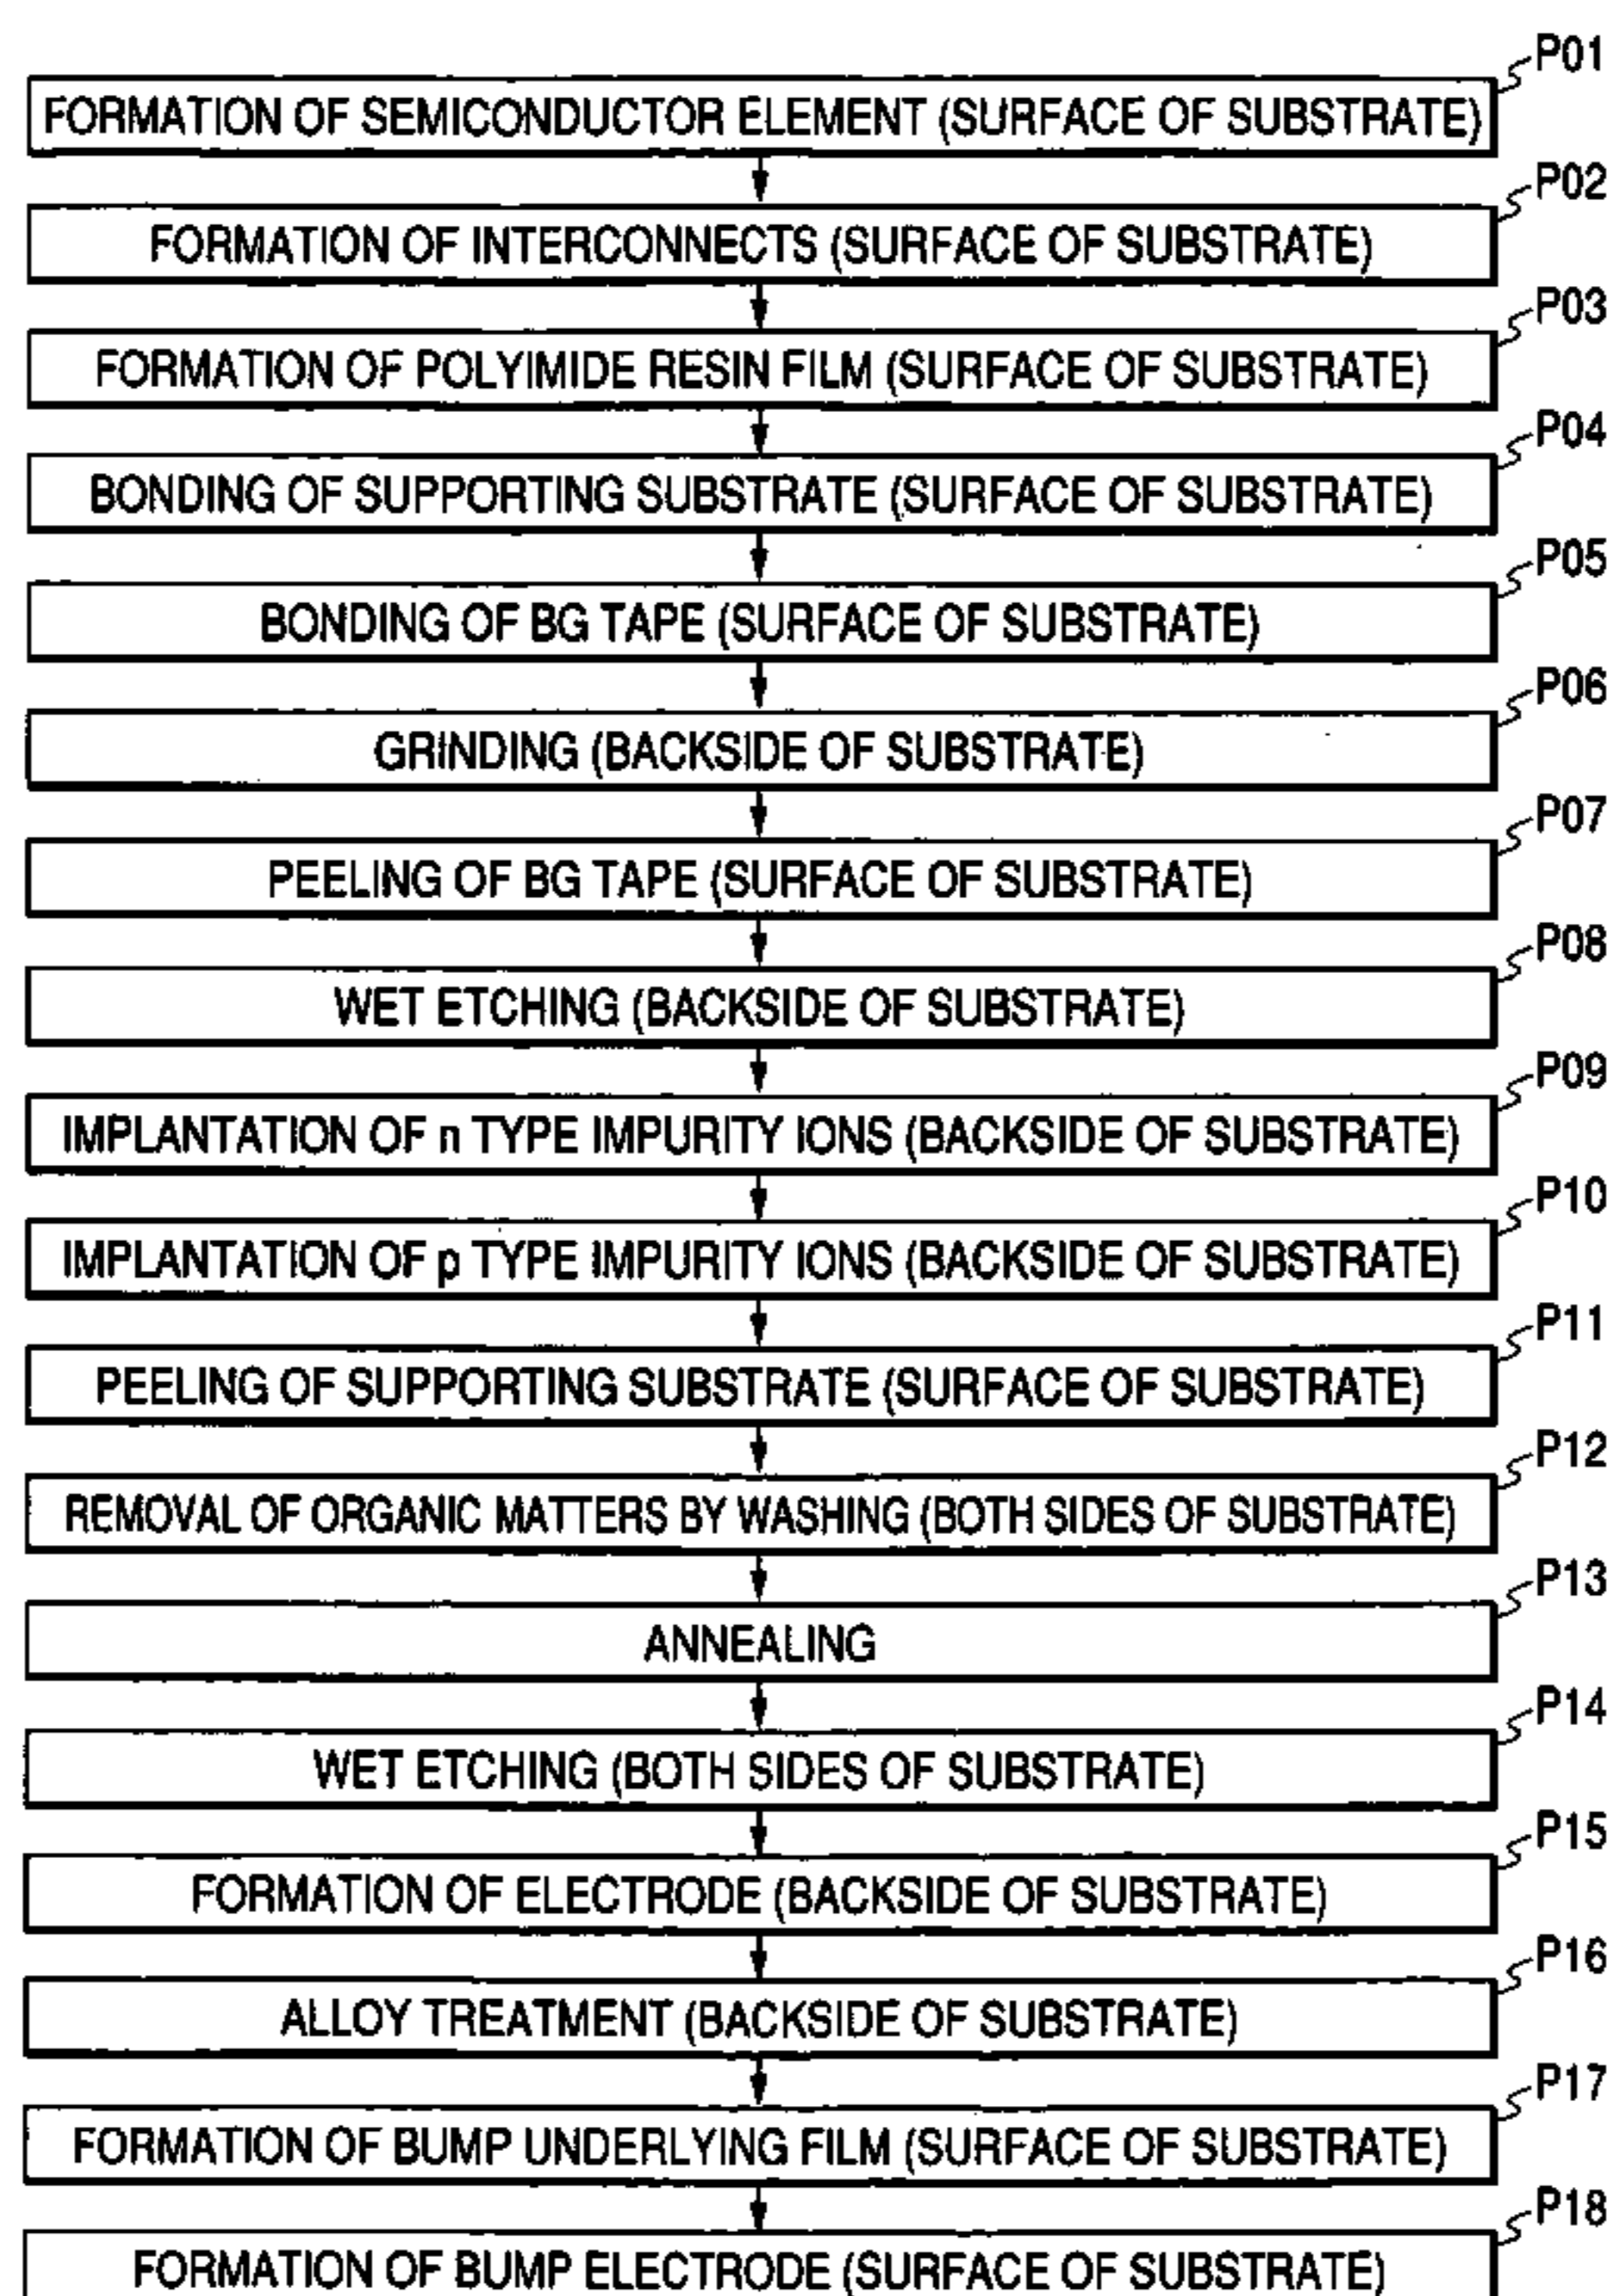 P01
FORMATION OF SEMICONDUCTOR ELEMENT (SURFACE OF SUBSTRATE)
P02
FORMATION OF INTERCONNECTS (SURFACE OF SUBSTRATE)
P03
FORMATION OF POLYIMIDE RESIN FILM (SURFACE OF SUBSTRATE)
P04
BONDING OF SUPPORTING SUBSTRATE (SURFACE OF SUBSTRATE)
P05
BONDING OF BG TAPE (SURFACE OF SUBSTRATE)
P06
GRINDING (BACKSIDE OF SUBSTRATE)
P07
PEELING OF BG TAPE (SURFACE OF SUBSTRATE)
P08
WET ETCHING (BACKSIDE OF SUBSTRATE)
P09
IMPLANTATION OF n TYPE IMPURITY IONS (BACKSIDE OF SUBSTRATE)
P10
IMPLANTATION OF p TYPE IMPURITY IONS (BACKSIDE OF SUBSTRATE)
P11
PEELING OF SUPPORTING SUBSTRATE (SURFACE OF SUBSTRATE)
P12
REMOVAL OF ORGANIC MATTERS BY WASHING (BOTH SIDES OF SUBSTRATE)
P13
ANNEALING
P14
WET ETCHING (BOTH SIDES OF SUBSTRATE)
P15
FORMATION OF ELECTRODE (BACKSIDE OF SUBSTRATE)
P16
ALLOY TREATMENT (BACKSIDE OF SUBSTRATE)
P17
FORMATION OF BUMP UNDERLYING FILM (SURFACE OF SUBSTRATE)
P18
FORMATION OF BUMP ELECTRODE (SURFACE OF SUBSTRATE)